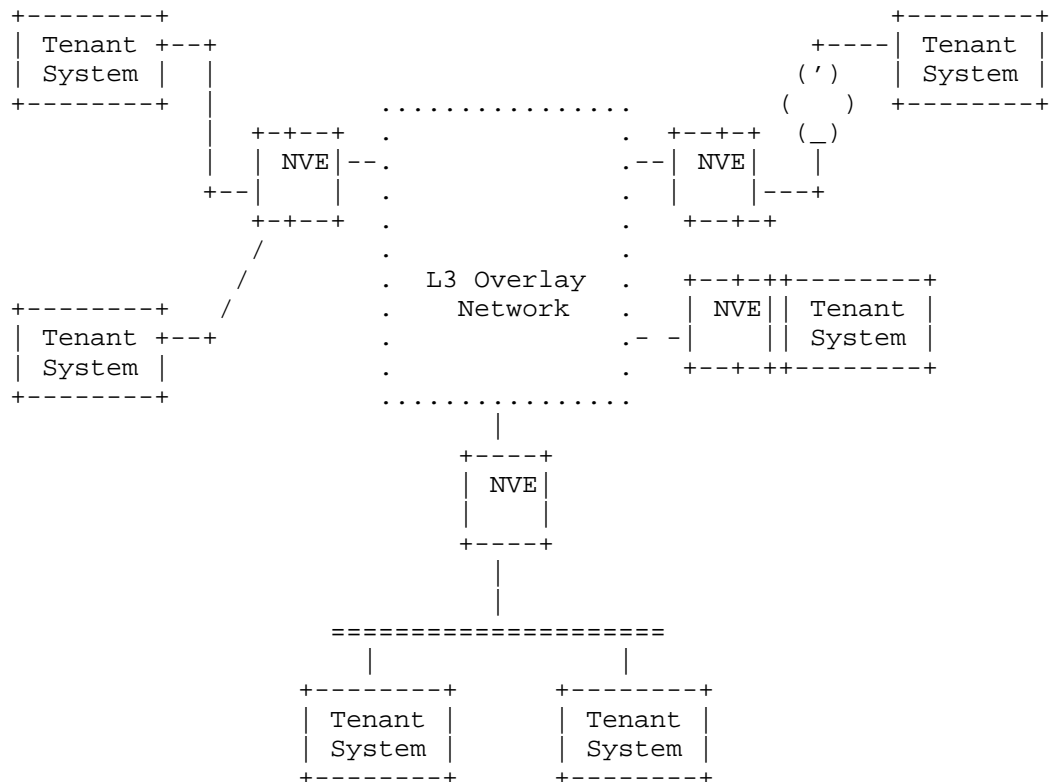 Tenant
System
Tenant
System
NVE
NVE
L3 Overlay
Network
NVE
Tenant
System
Tenant
System
NVE
Tenant
System
Tenant
System